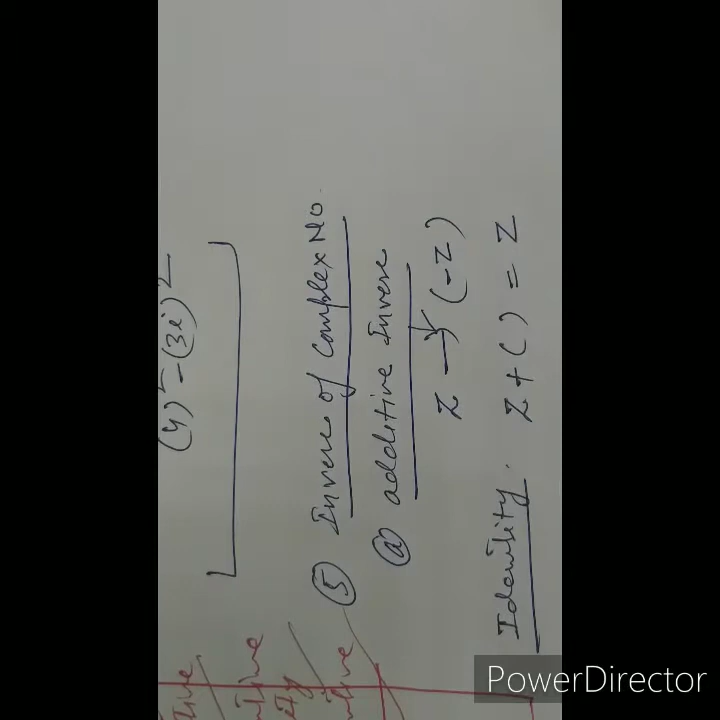 (4)² - (3i)²
⑤ Inverse of Complex No.
ⓐ additive Inverse
Z → (-Z)
Identity. Z + ( ) = Z
PowerDirector